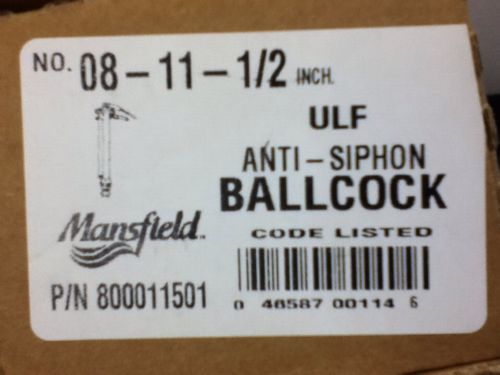 NO. 08-11-1/2 INCH.
ULF
ANTI-SIPHON
BALLCOCK
Mansfield
CODE LISTED
P/N 800011501
0 46587 00114 6